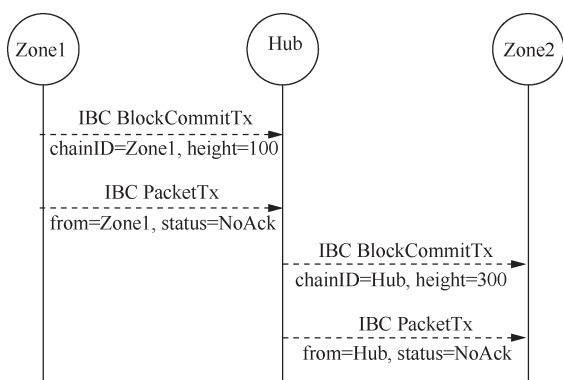 Zone1
Hub
Zone2
IBC BlockCommitTx
chainID=Zone1, height=100
IBC PacketTx
from=Zone1, status=NoAck
IBC BlockCommitTx
chainID=Hub, height=300
IBC PacketTx
from=Hub, status=NoAck